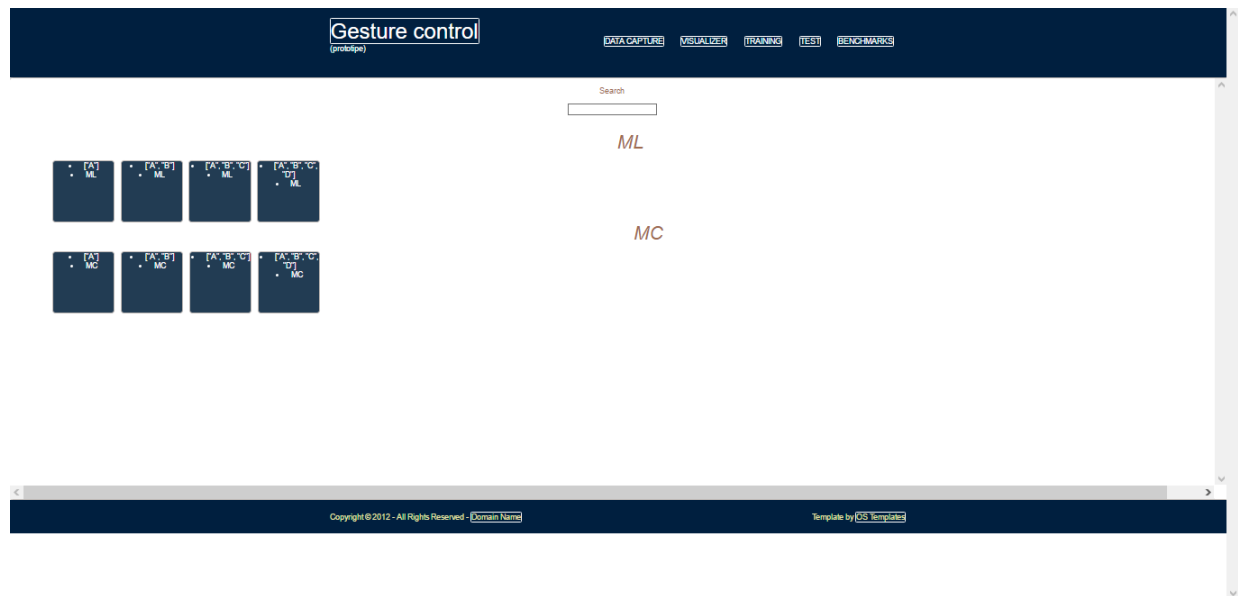 Gesture control
(prototipe)
DATA CAPTURE VISUALIZER TRAINING TEST BENCHMARKS
Search
ML
• ["A"] • ["A", "B"] • ["A", "B", "C"] • ["A", "B", "C",
"D"]
• ML • ML • ML • ML
MC
• ["A"] • ["A", "B"] • ["A", "B", "C"] • ["A", "B", "C",
"D"]
• MC • MC • MC • MC
Copyright © 2012 - All Rights Reserved - Domain Name Template by OS Templates